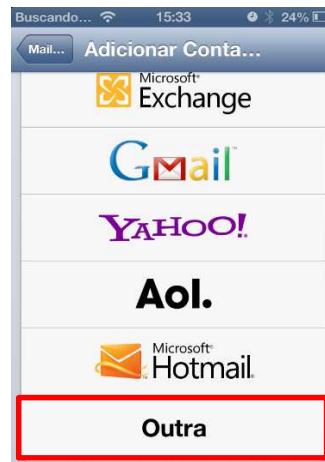 Buscando... 15:33 24%
Mail... Adicionar Conta...
Microsoft
Exchange
Gmail
YAHOO!
Aol.
Microsoft
Hotmail
Outra